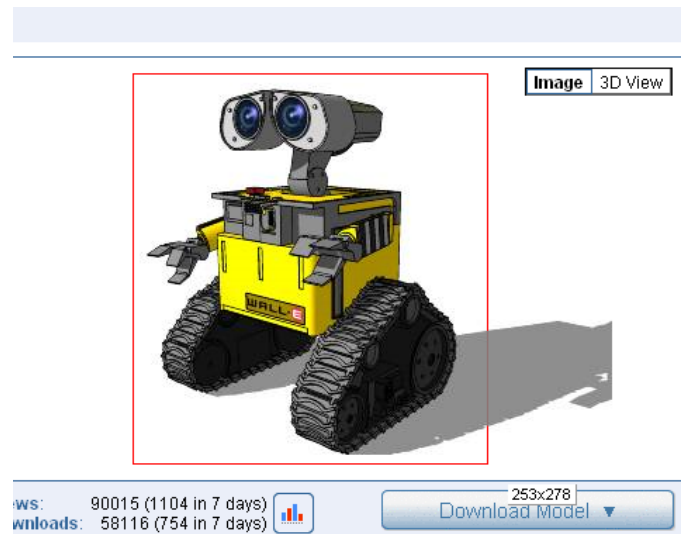 Image 3D View
WALL-E
ws: 90015 (1104 in 7 days)
wnloads: 58116 (754 in 7 days)
253x278
Download Model